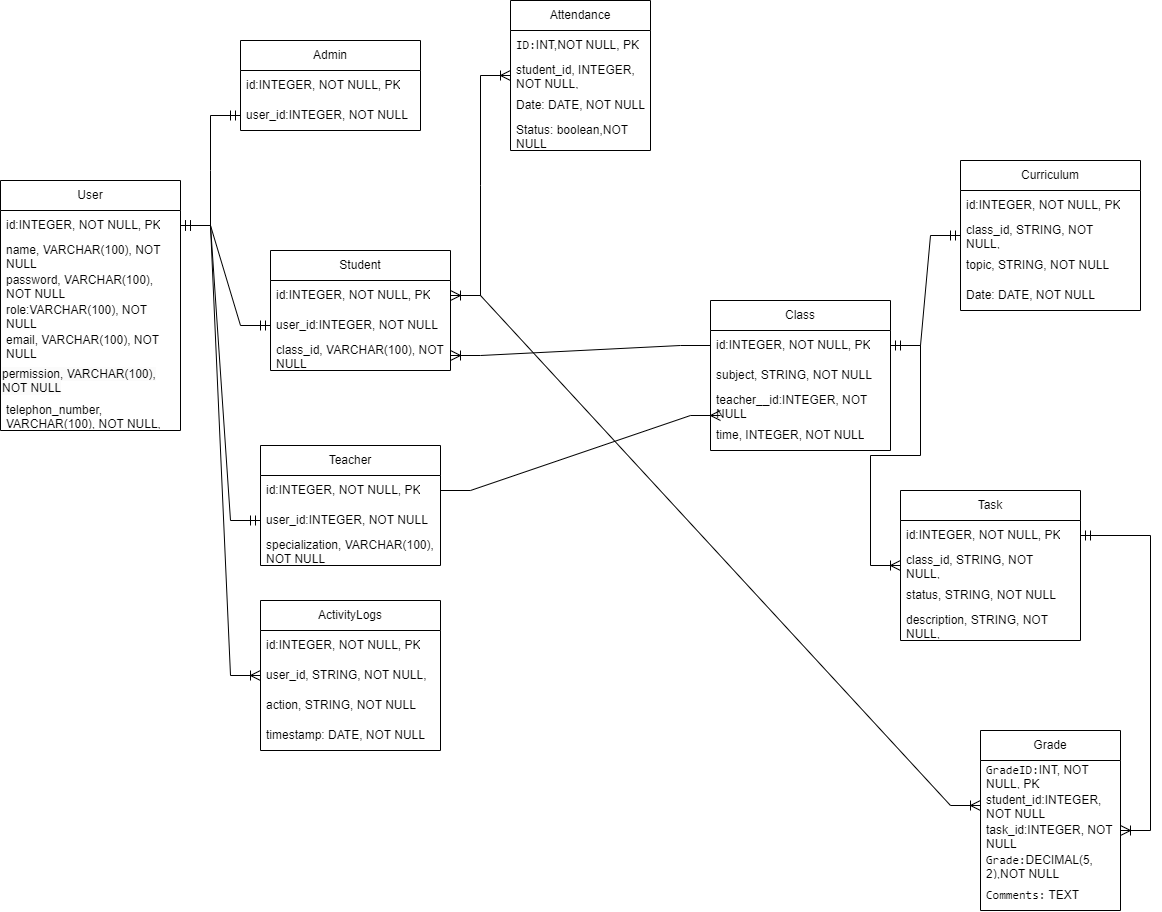 Attendance
ID:INT,NOT NULL, PK
student_id, INTEGER,
NOT NULL,
Date: DATE, NOT NULL
Status: boolean,NOT
NULL
Admin
id:INTEGER, NOT NULL, PK
user_id:INTEGER, NOT NULL
User
id:INTEGER, NOT NULL, PK
name, VARCHAR(100), NOT
NULL
password, VARCHAR(100),
NOT NULL
role:VARCHAR(100), NOT
NULL
email, VARCHAR(100), NOT
NULL
permission, VARCHAR(100),
NOT NULL
telephon_number,
VARCHAR(100), NOT NULL,
Student
id:INTEGER, NOT NULL, PK
user_id:INTEGER, NOT NULL
class_id, VARCHAR(100), NOT
NULL
Teacher
id:INTEGER, NOT NULL, PK
user_id:INTEGER, NOT NULL
specialization, VARCHAR(100),
NOT NULL
ActivityLogs
id:INTEGER, NOT NULL, PK
user_id, STRING, NOT NULL,
action, STRING, NOT NULL
timestamp: DATE, NOT NULL
Class
id:INTEGER, NOT NULL, PK
subject, STRING, NOT NULL
teacher__id:INTEGER, NOT
NULL
time, INTEGER, NOT NULL
Curriculum
id:INTEGER, NOT NULL, PK
class_id, STRING, NOT
NULL,
topic, STRING, NOT NULL
Date: DATE, NOT NULL
Task
id:INTEGER, NOT NULL, PK
class_id, STRING, NOT
NULL,
status, STRING, NOT NULL
description, STRING, NOT
NULL,
Grade
GradeID:INT, NOT
NULL, PK
student_id:INTEGER,
NOT NULL
task_id:INTEGER, NOT
NULL
Grade:DECIMAL(5,
2),NOT NULL
Comments: TEXT